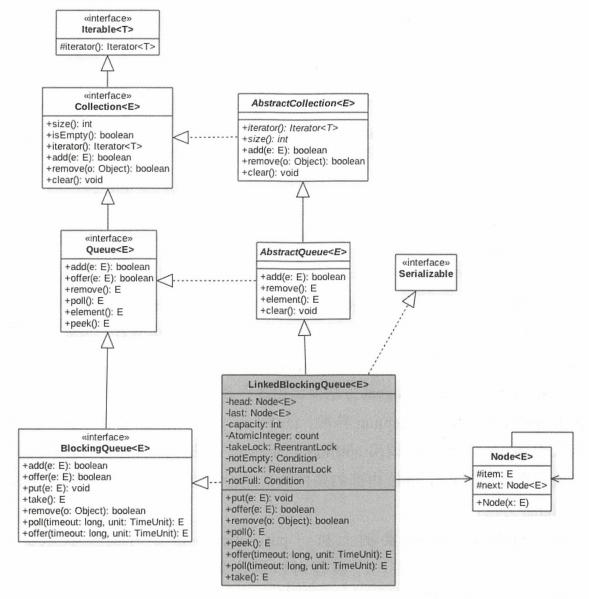 «interface»
Iterable<T>
#iterator(): Iterator<T>
«interface»
Collection<E>
+size(): int
+isEmpty(): boolean
+iterator(): Iterator<T>
+add(e: E): boolean
+remove(o: Object): boolean
+clear(): void
AbstractCollection<E>
+iterator(): Iterator<T>
+size(): int
+add(e: E): boolean
+remove(o: Object): boolean
+clear(): void
«interface»
Queue<E>
+add(e: E): boolean
+offer(e: E): boolean
+remove(): E
+poll(): E
+element(): E
+peek(): E
AbstractQueue<E>
+add(e: E): boolean
+remove(): E
+element(): E
+clear(): void
«interface»
Serializable
LinkedBlockingQueue<E>
-head: Node<E>
-last: Node<E>
-capacity: int
-AtomicInteger: count
-takeLock: ReentrantLock
-notEmpty: Condition
-putLock: ReentrantLock
-notFull: Condition
+put(e: E): void
+offer(e: E): boolean
+remove(o: Object): boolean
+poll(): E
+peek(): E
+offer(timeout: long, unit: TimeUnit): E
+poll(timeout: long, unit: TimeUnit): E
+take(): E
«interface»
BlockingQueue<E>
+add(e: E): boolean
+offer(e: E): boolean
+put(e: E): void
+take(): E
+remove(o: Object): boolean
+poll(timeout: long, unit: TimeUnit): E
+offer(timeout: long, unit: TimeUnit): E
Node<E>
#item: E
#next: Node<E>
+Node(x: E)